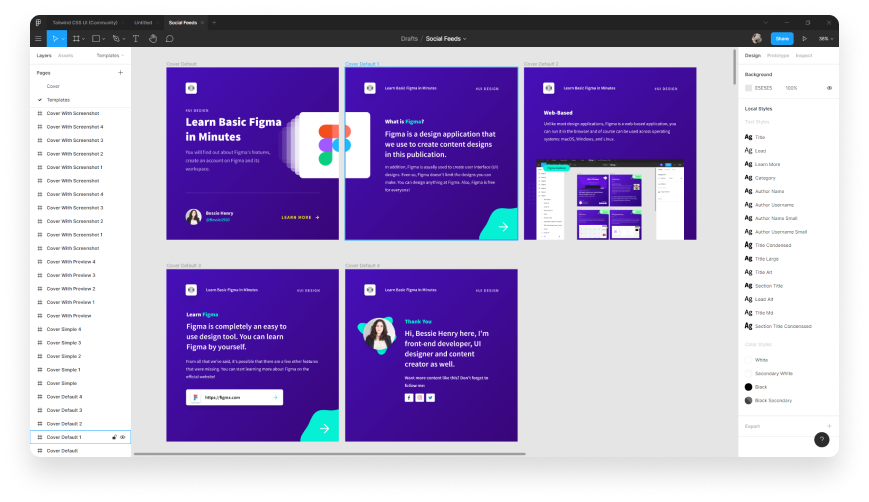 Tailwind CSS UI (Community)
Untitled
Social Feeds
Drafts / Social Feeds
Share
56%
Layers
Assets
Templates
Pages
Cover
Templates
Cover With Screenshot
Cover With Screenshot 4
Cover With Screenshot 3
Cover With Screenshot 2
Cover With Screenshot 1
Cover With Screenshot
Cover With Screenshot 4
Cover With Screenshot 3
Cover With Screenshot 2
Cover With Screenshot 1
Cover With Screenshot
Cover With Preview 4
Cover With Preview 3
Cover With Preview 2
Cover With Preview 1
Cover With Preview
Cover Simple 4
Cover Simple 3
Cover Simple 2
Cover Simple 1
Cover Simple
Cover Default 4
Cover Default 3
Cover Default 2
Cover Default 1
Cover Default
Cover Default
#UI DESIGN
Learn Basic Figma
in Minutes
You will find out about Figma's features,
create an account on Figma and its
workspace.
Bessie Henry
LEARN MORE
Cover Default 1
Learn Basic Figma in Minutes
#UI DESIGN
What is Figma?
Figma is a design application that
we use to create content designs
in this publication.
In addition, Figma is usually used to create user interface (UI)
designs. Even so, Figma doesn't limit the designs you can
make. You can design anything at Figma. Also, Figma is free
for everyone!
Cover Default 2
Learn Basic Figma in Minutes
#UI DESIGN
Web-Based
Unlike most design applications, Figma is a web-based application, you
can run it in the browser and of course can be used across operating
systems: macOS, Windows, and Linux.
Cover Default 3
Learn Basic Figma in Minutes
#UI DESIGN
Learn Figma
Figma is completely an easy to
use design tool. You can learn
Figma by yourself.
From all that we've said, it's possible that there are a few other features
that were missing. You can start learning more about Figma on the
official website!
https://figma.com
Cover Default 4
Learn Basic Figma in Minutes
#UI DESIGN
Thank You
Hi, Bessie Henry here, I'm
front-end developer, UI
designer and content
creator as well.
Want more content like this? Don't forget to
follow me:
Design
Prototype
Inspect
Background
E5E5E5
100%
Local Styles
Text Styles
Ag Title
Ag Lead
Ag Learn More
Ag Category
Ag Author Name
Ag Author Username
Ag Author Name Small
Ag Author Username Small
Ag Title Condensed
Ag Title Large
Ag Title Alt
Ag Section Title
Ag Lead Alt
Ag Title Md
Ag Section Title Condensed
Color Styles
White
Secondary White
Black
Black Secondary
Export
?